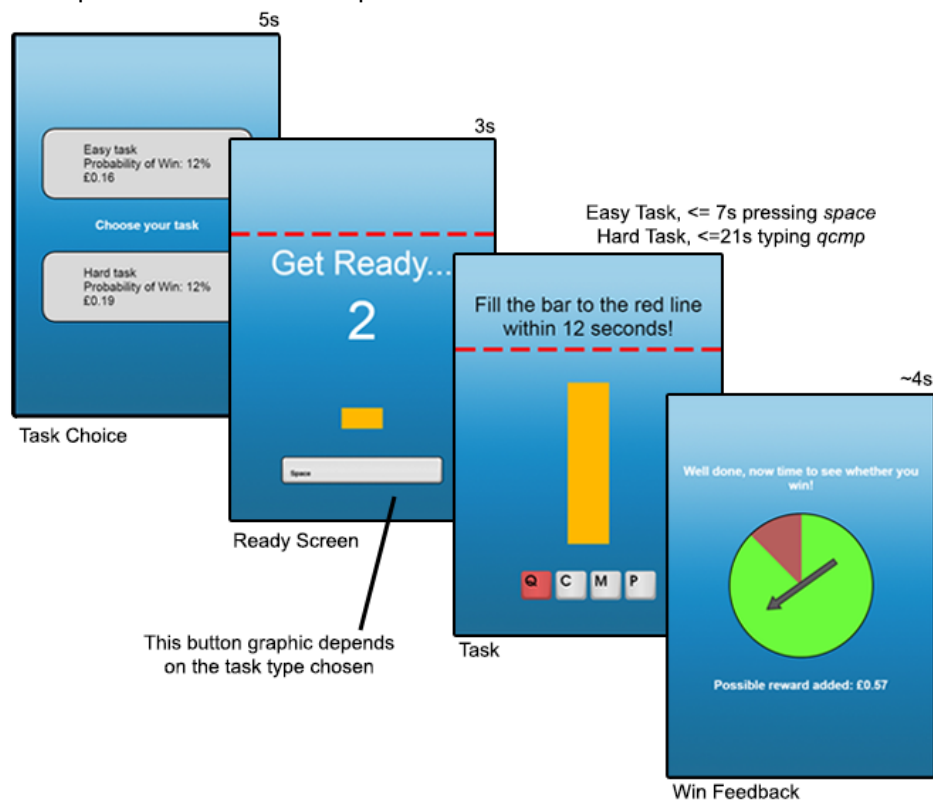 5s
Easy task
Probability of Win: 12%
£0.16
Choose your task
Hard task
Probability of Win: 12%
£0.19
Task Choice
3s
Get Ready...
2
Space
Ready Screen
This button graphic depends
on the task type chosen
Easy Task, <= 7s pressing space
Hard Task, <=21s typing qcmp
Fill the bar to the red line
within 12 seconds!
Q C M P
Task
~4s
Well done, now time to see whether you
win!
Possible reward added: £0.57
Win Feedback